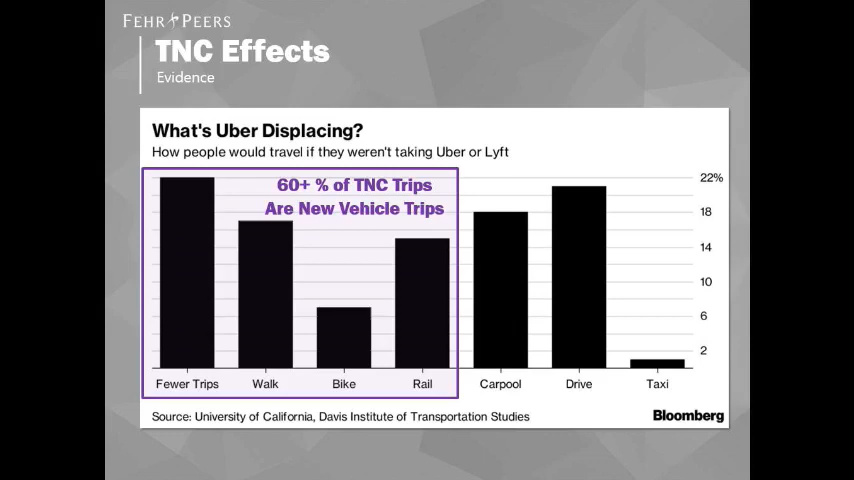 FEHR PEERS
TNC Effects
Evidence
What's Uber Displacing?
How people would travel if they weren't taking Uber or Lyft
60+ % of TNC Trips
Are New Vehicle Trips
22%
18
14
10
6
2
Fewer Trips Walk Bike Rail Carpool Drive Taxi
Source: University of California, Davis Institute of Transportation Studies
Bloomberg